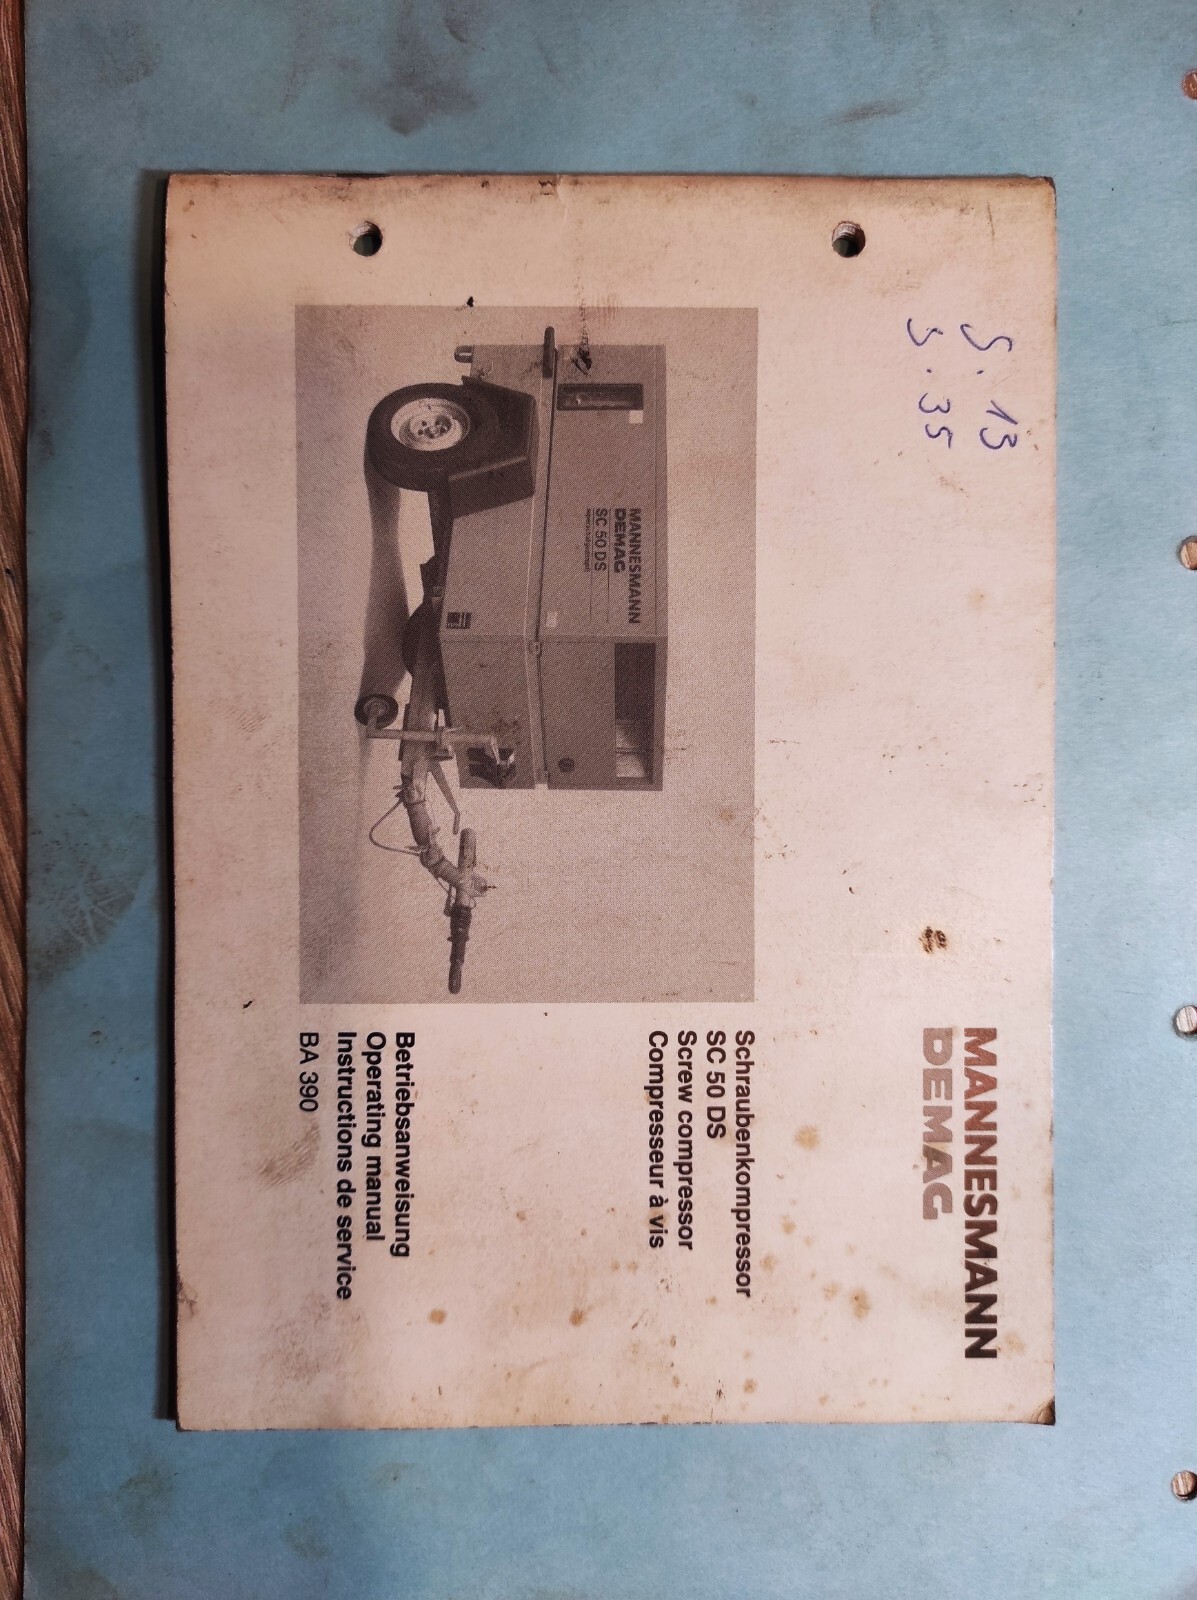 S. 13
S. 35
MANNESMANN
DEMAG
MANNESMANN
DEMAG
SC 50 DS
Schraubenkompressor
SC 50 DS
Screw compressor
Compresseur à vis
Betriebsanweisung
Operating manual
Instructions de service
BA 390